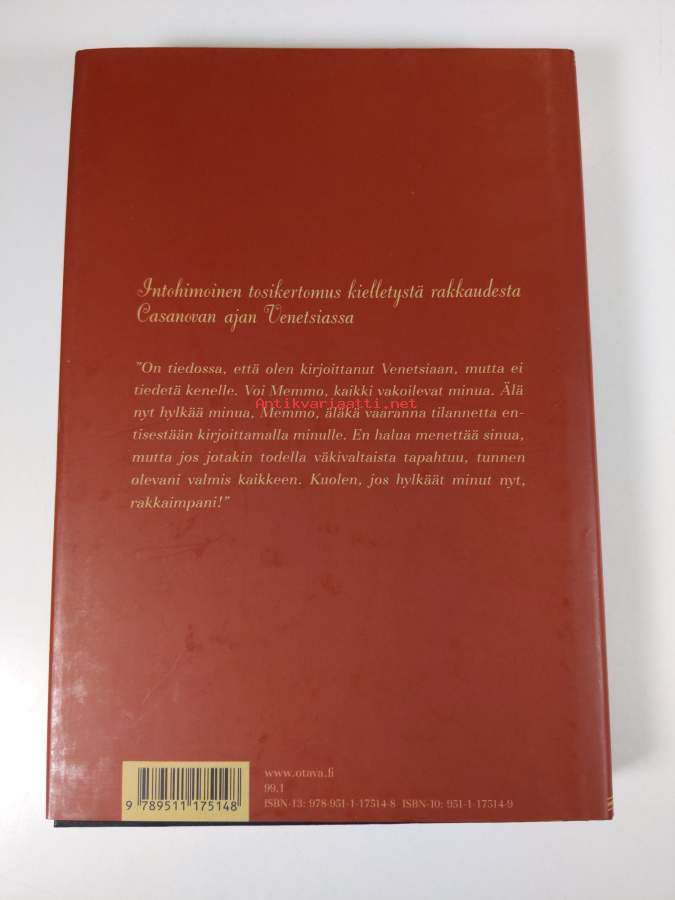 Intohimoinen tosikertomus kielletystä rakkaudesta
Casanovan ajan Venetsiassa
"On tiedossa, että olen kirjoittanut Venetsiaan, mutta ei
tiedetä kenelle. Voi Memmo, kaikki vakoilevat minua. Älä
nyt hylkää minua, Memmo, äläkä vaaranna tilannetta en-
Antikvariaatti.net
tisestään kirjoittamalla minulle. En halua menettää sinua,
mutta jos jotakin todella väkivaltaista tapahtuu, tunnen
olevani valmis kaikkeen. Kuolen, jos hylkäät minut nyt,
rakkaimpani!"
www.otava.fi
99.1
ISBN-13: 978-951-1-17514-8 ISBN-10: 951-1-17514-9
9 789511 175148